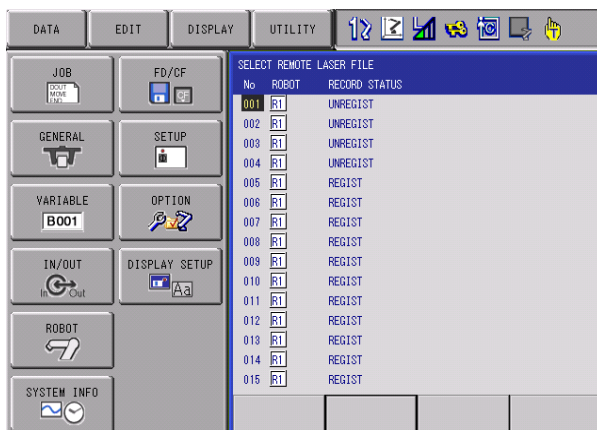 DATA EDIT DISPLAY UTILITY
JOB
DOUT
MOVE
END
FD/CF
CF
GENERAL
SETUP
VARIABLE
B001
OPTION
IN/OUT
In Out
DISPLAY SETUP
Aa
ROBOT
SYSTEM INFO
SELECT REMOTE LASER FILE
No ROBOT RECORD STATUS
001 R1 UNREGIST
002 R1 UNREGIST
003 R1 UNREGIST
004 R1 UNREGIST
005 R1 REGIST
006 R1 REGIST
007 R1 REGIST
008 R1 REGIST
009 R1 REGIST
010 R1 REGIST
011 R1 REGIST
012 R1 REGIST
013 R1 REGIST
014 R1 REGIST
015 R1 REGIST